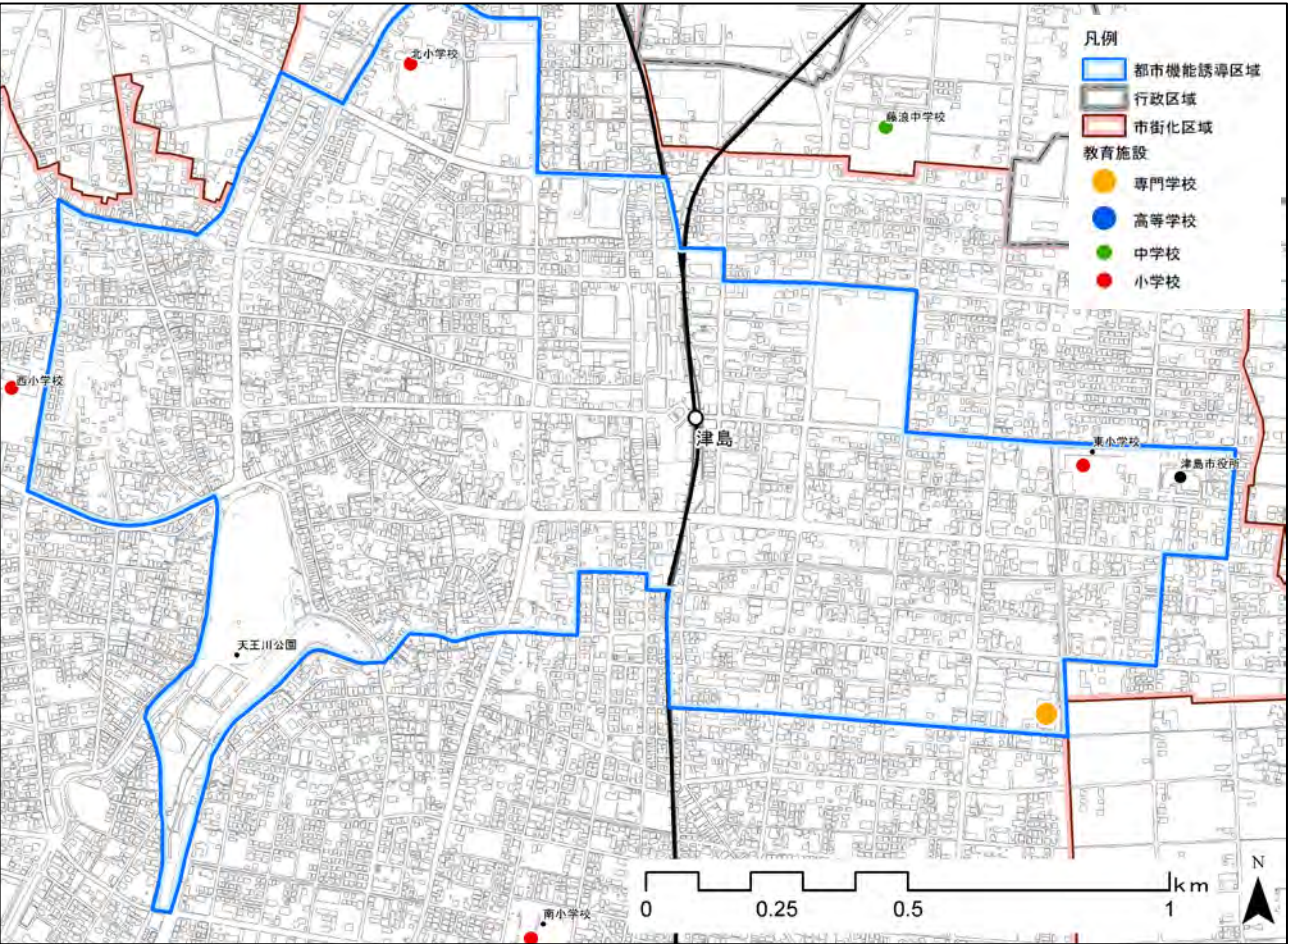 凡例
都市機能誘導区域
行政区域
市街化区域
教育施設
専門学校
高等学校
中学校
小学校
北小学校
藤浪中学校
西小学校
津島
東小学校
津島市役所
天王川公園
南小学校
N
km
0 0.25 0.5 1